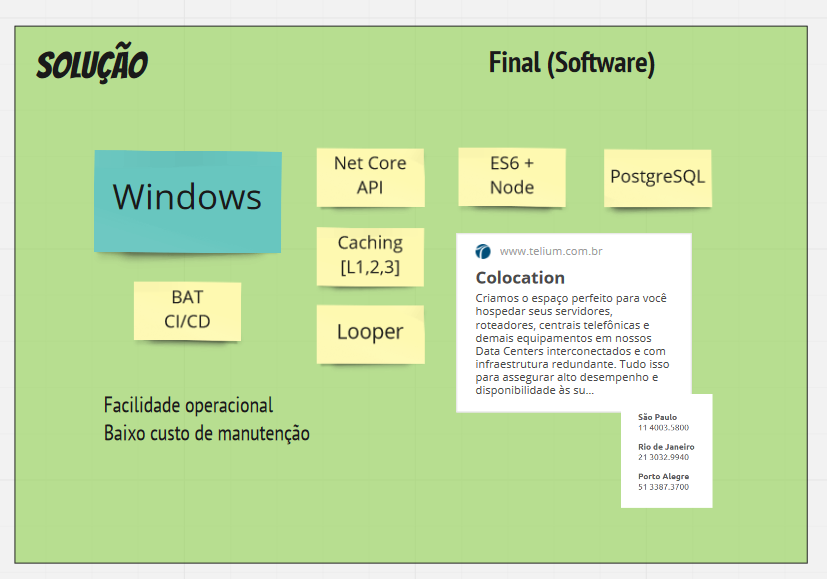 SOLUÇÃO
Final (Software)
Windows
Net Core
API
ES6 +
Node
PostgreSQL
Caching
[L1,2,3]
BAT
CI/CD
Looper
www.telium.com.br
Colocation
Criamos o espaço perfeito para você
hospedar seus servidores,
roteadores, centrais telefônicas e
demais equipamentos em nossos
Data Centers interconectados e com
infraestrutura redundante. Tudo isso
para assegurar alto desempenho e
disponibilidade às su...
Facilidade operacional
Baixo custo de manutenção
São Paulo
11 4003.5800
Rio de Janeiro
21 3032.9940
Porto Alegre
51 3387.3700